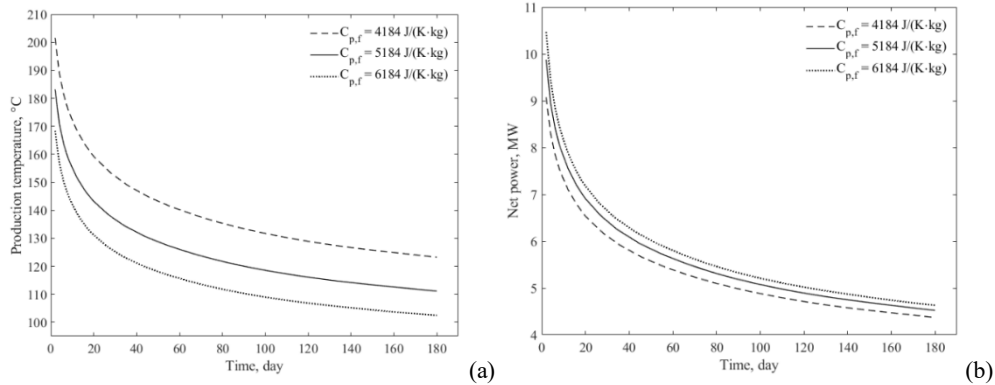 210
200
190
180
170
160
150
140
130
120
110
100
Production temperature, °C
C_p,f = 4184 J/(K·kg)
C_p,f = 5184 J/(K·kg)
C_p,f = 6184 J/(K·kg)
0 20 40 60 80 100 120 140 160 180
Time, day
(a)
11
10
9
8
7
6
5
4
3
Net power, MW
C_p,f = 4184 J/(K·kg)
C_p,f = 5184 J/(K·kg)
C_p,f = 6184 J/(K·kg)
0 20 40 60 80 100 120 140 160 180
Time, day
(b)